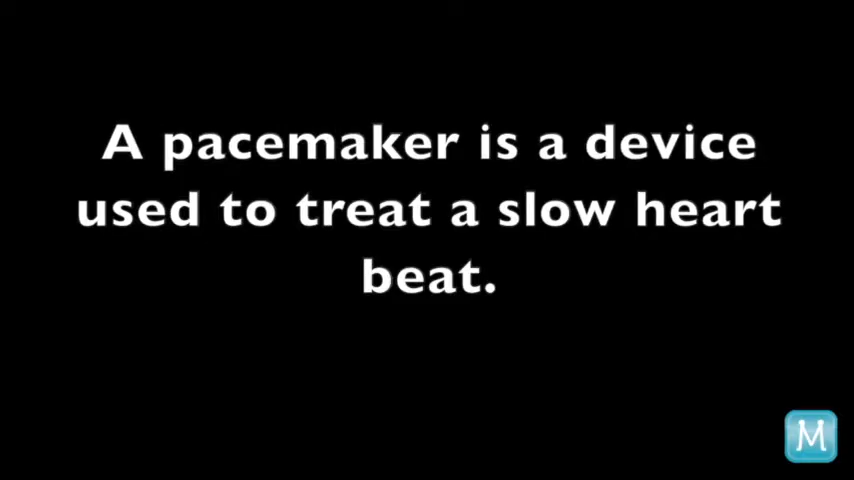 A pacemaker is a device
used to treat a slow heart
beat.
M